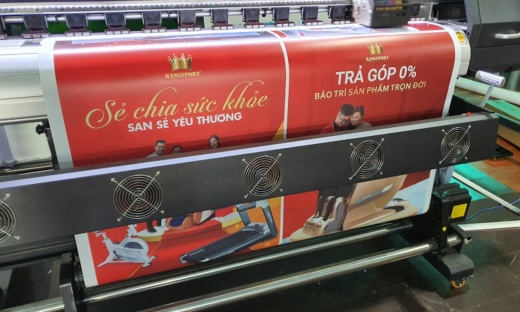 KINGSPORT
Sẻ chia sức khỏe
SAN SẺ YÊU THƯƠNG
KINGSPORT
TRẢ GÓP 0%
BẢO TRÌ SẢN PHẨM TRỌN ĐỜI